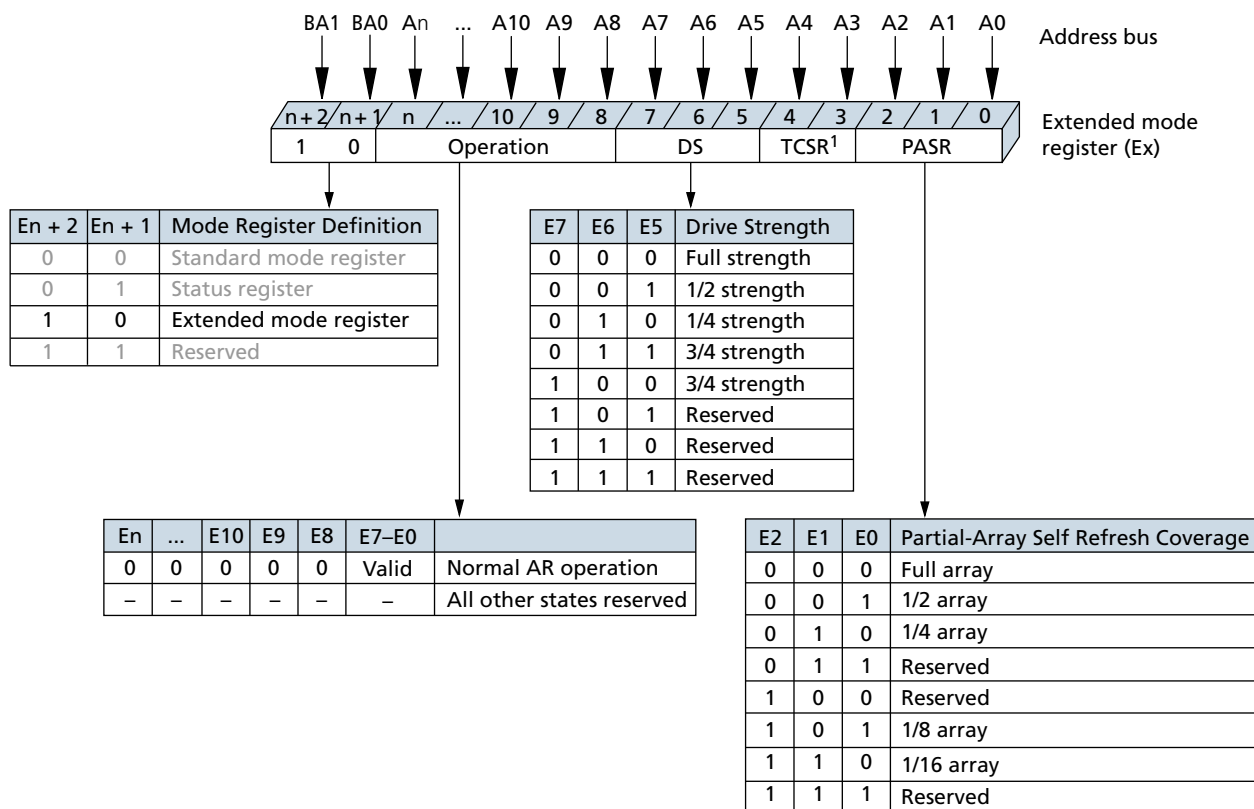 BA1 BA0 An ... A10 A9 A8 A7 A6 A5 A4 A3 A2 A1 A0 Address bus
n + 2 n + 1 n ... 10 9 8 7 6 5 4 3 2 1 0 Extended mode
register (Ex)
1 0 Operation DS TCSR1 PASR
En + 2 En + 1 Mode Register Definition
0 0 Standard mode register
0 1 Status register
1 0 Extended mode register
1 1 Reserved
E7 E6 E5 Drive Strength
0 0 0 Full strength
0 0 1 1/2 strength
0 1 0 1/4 strength
0 1 1 3/4 strength
1 0 0 3/4 strength
1 0 1 Reserved
1 1 0 Reserved
1 1 1 Reserved
En ... E10 E9 E8 E7–E0
0 0 0 0 0 Valid Normal AR operation
– – – – – – All other states reserved
E2 E1 E0 Partial-Array Self Refresh Coverage
0 0 0 Full array
0 0 1 1/2 array
0 1 0 1/4 array
0 1 1 Reserved
1 0 0 Reserved
1 0 1 1/8 array
1 1 0 1/16 array
1 1 1 Reserved